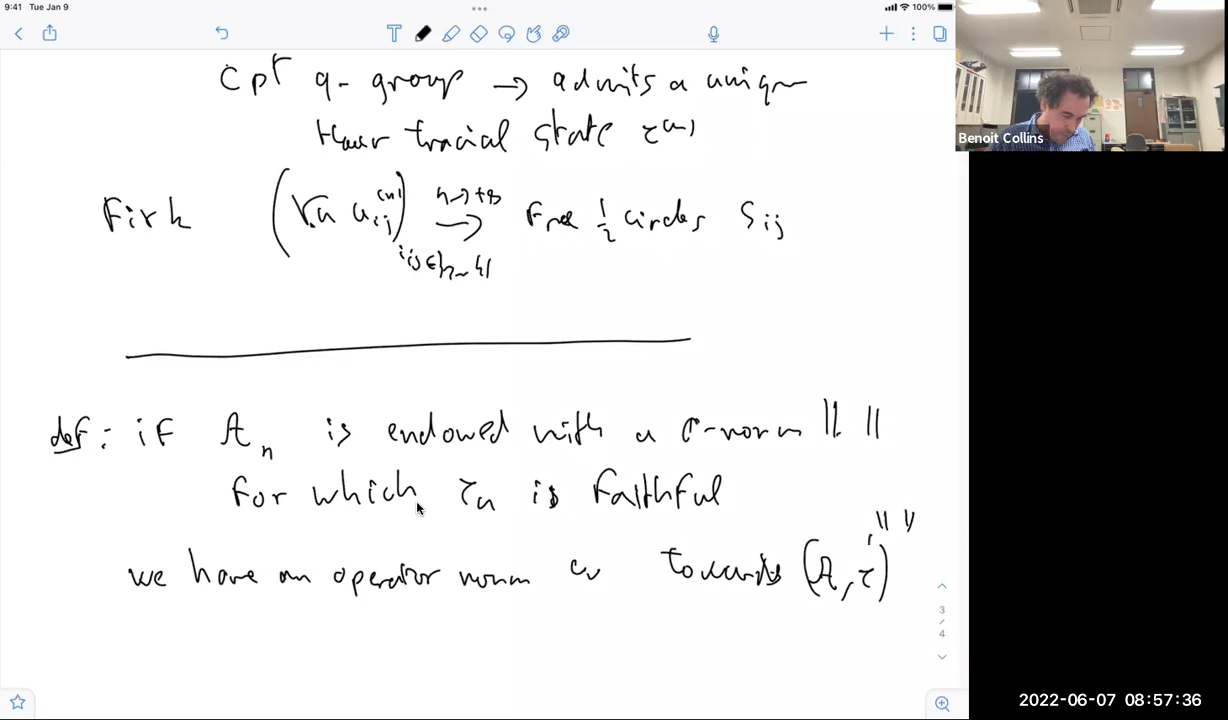 9:41 Tue Jan 9
100%
Cpt q-group → admits a unique
Haar tracial state τ^(n)
(√n u_ij^(n)) n→+∞ → Free 1/2 circles S_ij
def: if A_n is endowed with a C*-norm || ||
for which τ_n is faithful
we have an operator norm cv towards (A, τ, || ||)
3
/
4
Benoit Collins
2022-06-07 08:57:36